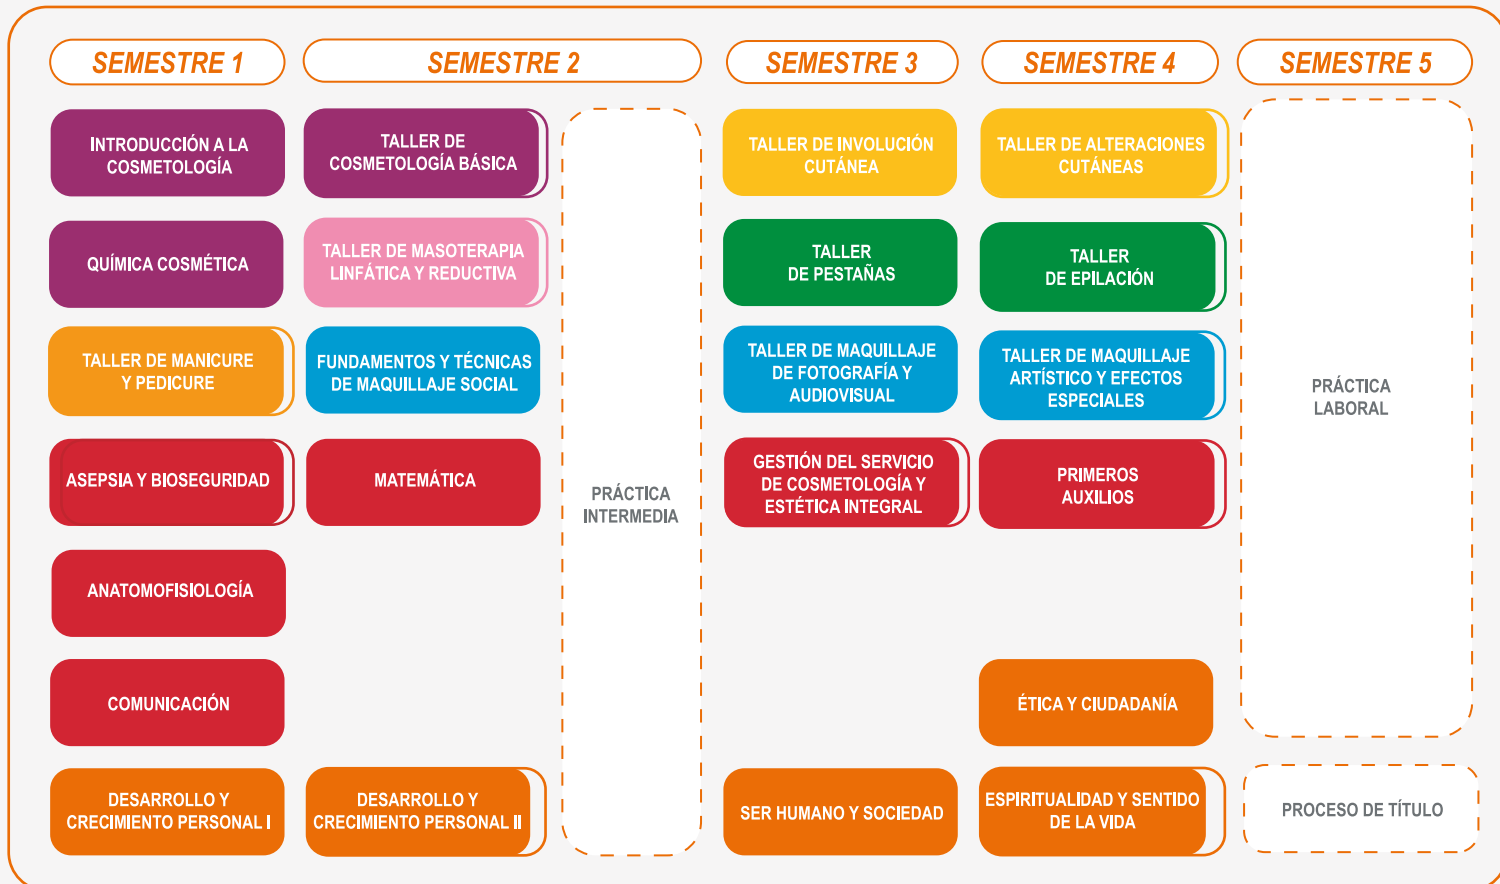 SEMESTRE 1
SEMESTRE 2
SEMESTRE 3
SEMESTRE 4
SEMESTRE 5
INTRODUCCIÓN A LA
COSMETOLOGÍA
QUÍMICA COSMÉTICA
TALLER DE MANICURE
Y PEDICURE
ASEPSIA Y BIOSEGURIDAD
ANATOMOFISIOLOGÍA
COMUNICACIÓN
DESARROLLO Y
CRECIMIENTO PERSONAL I
TALLER DE
COSMETOLOGÍA BÁSICA
TALLER DE MASOTERAPIA
LINFÁTICA Y REDUCTIVA
FUNDAMENTOS Y TÉCNICAS
DE MAQUILLAJE SOCIAL
MATEMÁTICA
DESARROLLO Y
CRECIMIENTO PERSONAL II
PRÁCTICA
INTERMEDIA
TALLER DE INVOLUCIÓN
CUTÁNEA
TALLER
DE PESTAÑAS
TALLER DE MAQUILLAJE
DE FOTOGRAFÍA Y
AUDIOVISUAL
GESTIÓN DEL SERVICIO
DE COSMETOLOGÍA Y
ESTÉTICA INTEGRAL
SER HUMANO Y SOCIEDAD
TALLER DE ALTERACIONES
CUTÁNEAS
TALLER
DE EPILACIÓN
TALLER DE MAQUILLAJE
ARTÍSTICO Y EFECTOS
ESPECIALES
PRIMEROS
AUXILIOS
ÉTICA Y CIUDADANÍA
ESPIRITUALIDAD Y SENTIDO
DE LA VIDA
PRÁCTICA
LABORAL
PROCESO DE TÍTULO